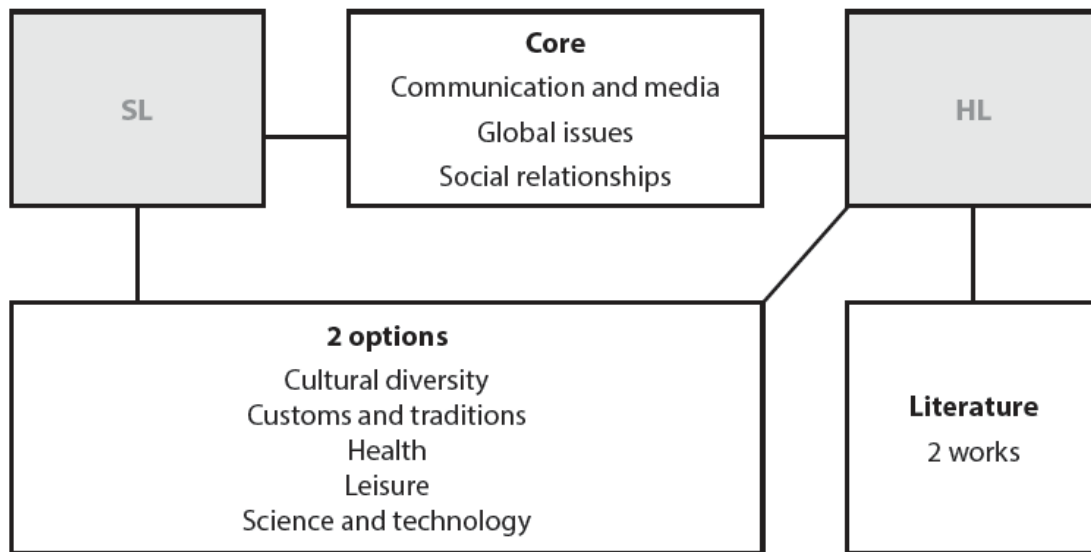 SL
Core
Communication and media
Global issues
Social relationships
HL
2 options
Cultural diversity
Customs and traditions
Health
Leisure
Science and technology
Literature
2 works